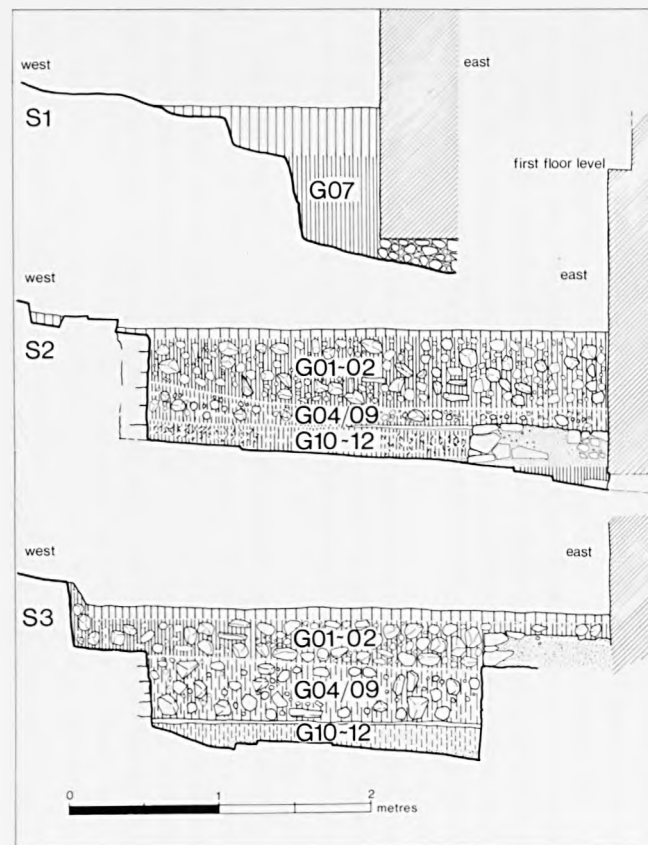 west
east
S1
first floor level
G07
west
east
S2
G01-02
G04/09
G10-12
west
east
S3
G01-02
G04/09
G10-12
0 1 2
metres